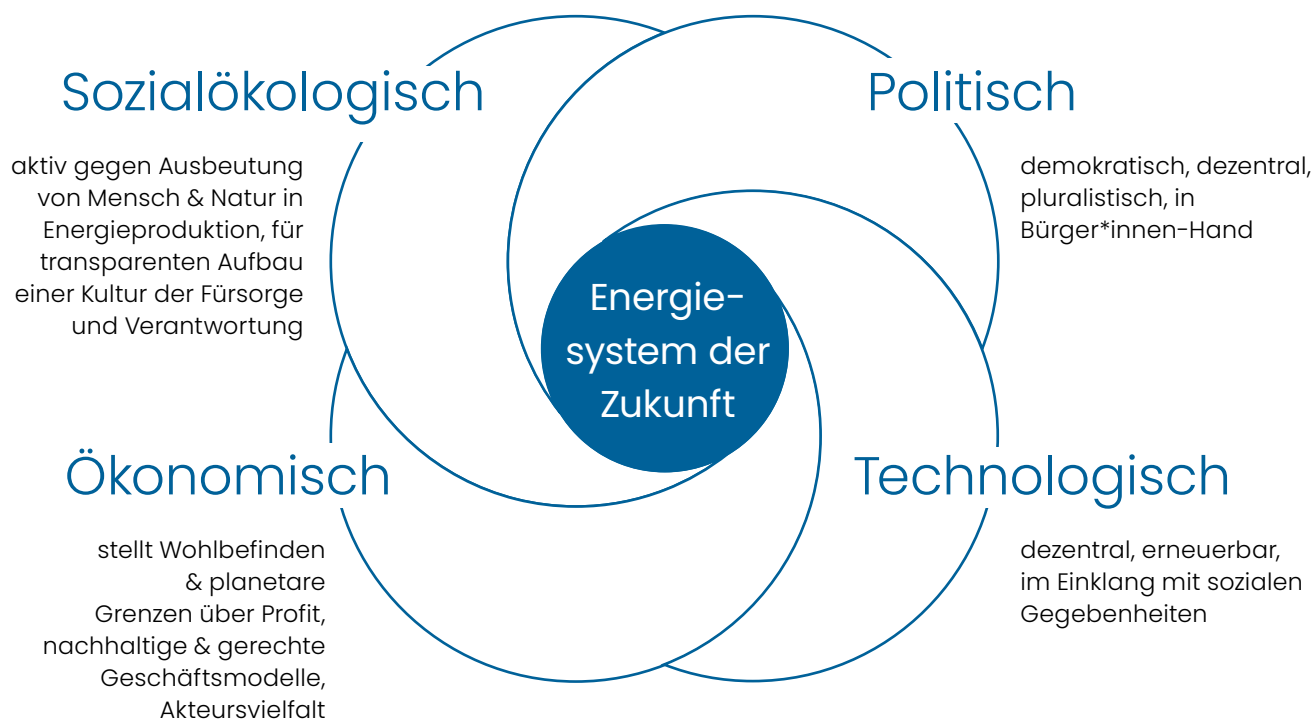 Sozialökologisch
aktiv gegen Ausbeutung
von Mensch & Natur in
Energieproduktion, für
transparenten Aufbau
einer Kultur der Fürsorge
und Verantwortung
Politisch
demokratisch, dezentral,
pluralistisch, in
Bürger*innen-Hand
Energie-
system der
Zukunft
Ökonomisch
stellt Wohlbefinden
& planetare
Grenzen über Profit,
nachhaltige & gerechte
Geschäftsmodelle,
Akteursvielfalt
Technologisch
dezentral, erneuerbar,
im Einklang mit sozialen
Gegebenheiten